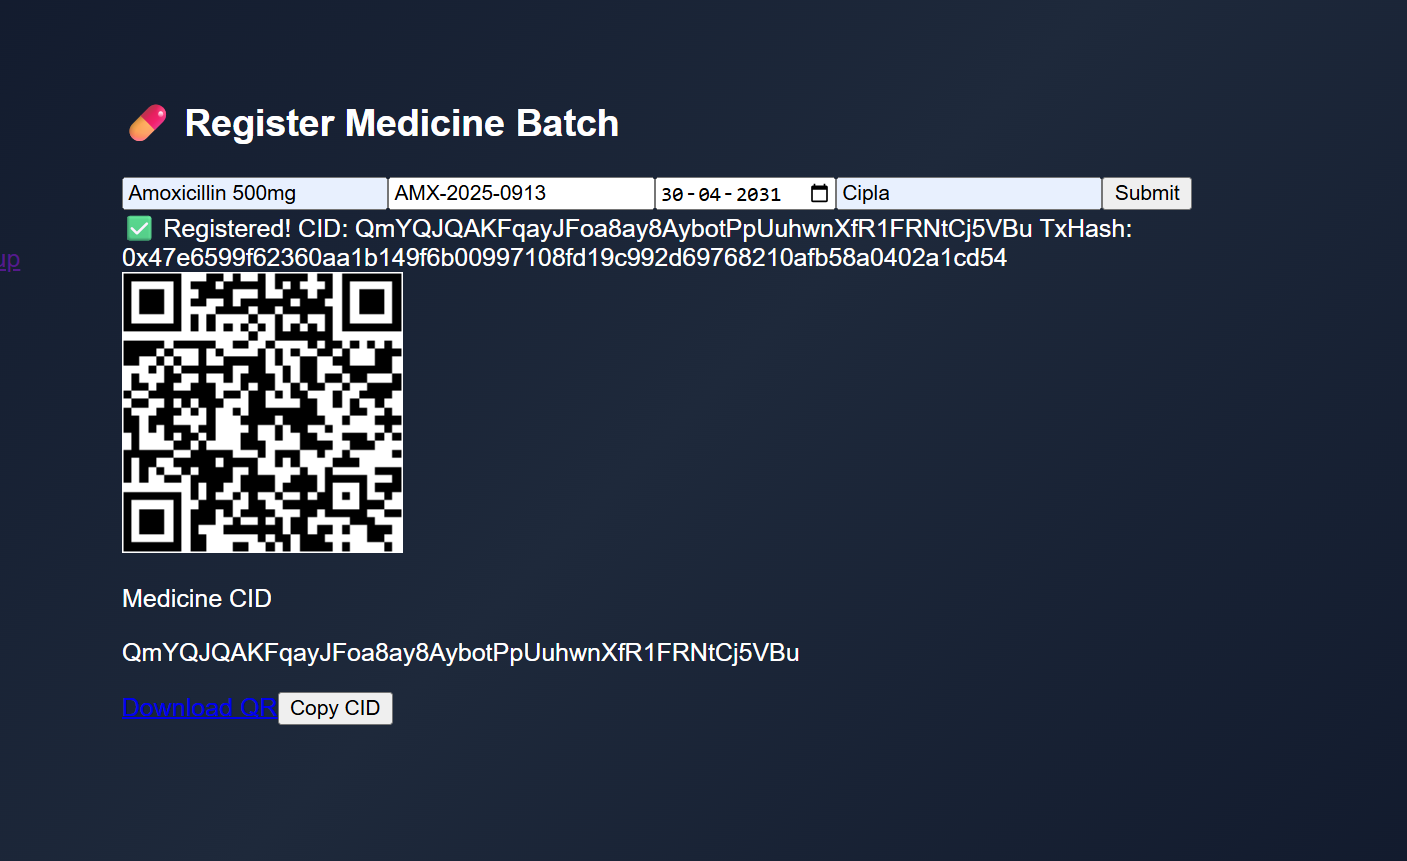 Register Medicine Batch
Amoxicillin 500mg AMX-2025-0913 30-04-2031 Cipla Submit
Registered! CID: QmYQJQAKFqayJFoa8ay8AybotPpUuhwnXfR1FRNtCj5VBu TxHash:
up
0x47e6599f62360aa1b149f6b00997108fd19c992d69768210afb58a0402a1cd54
Medicine CID
QmYQJQAKFqayJFoa8ay8AybotPpUuhwnXfR1FRNtCj5VBu
Download QR Copy CID